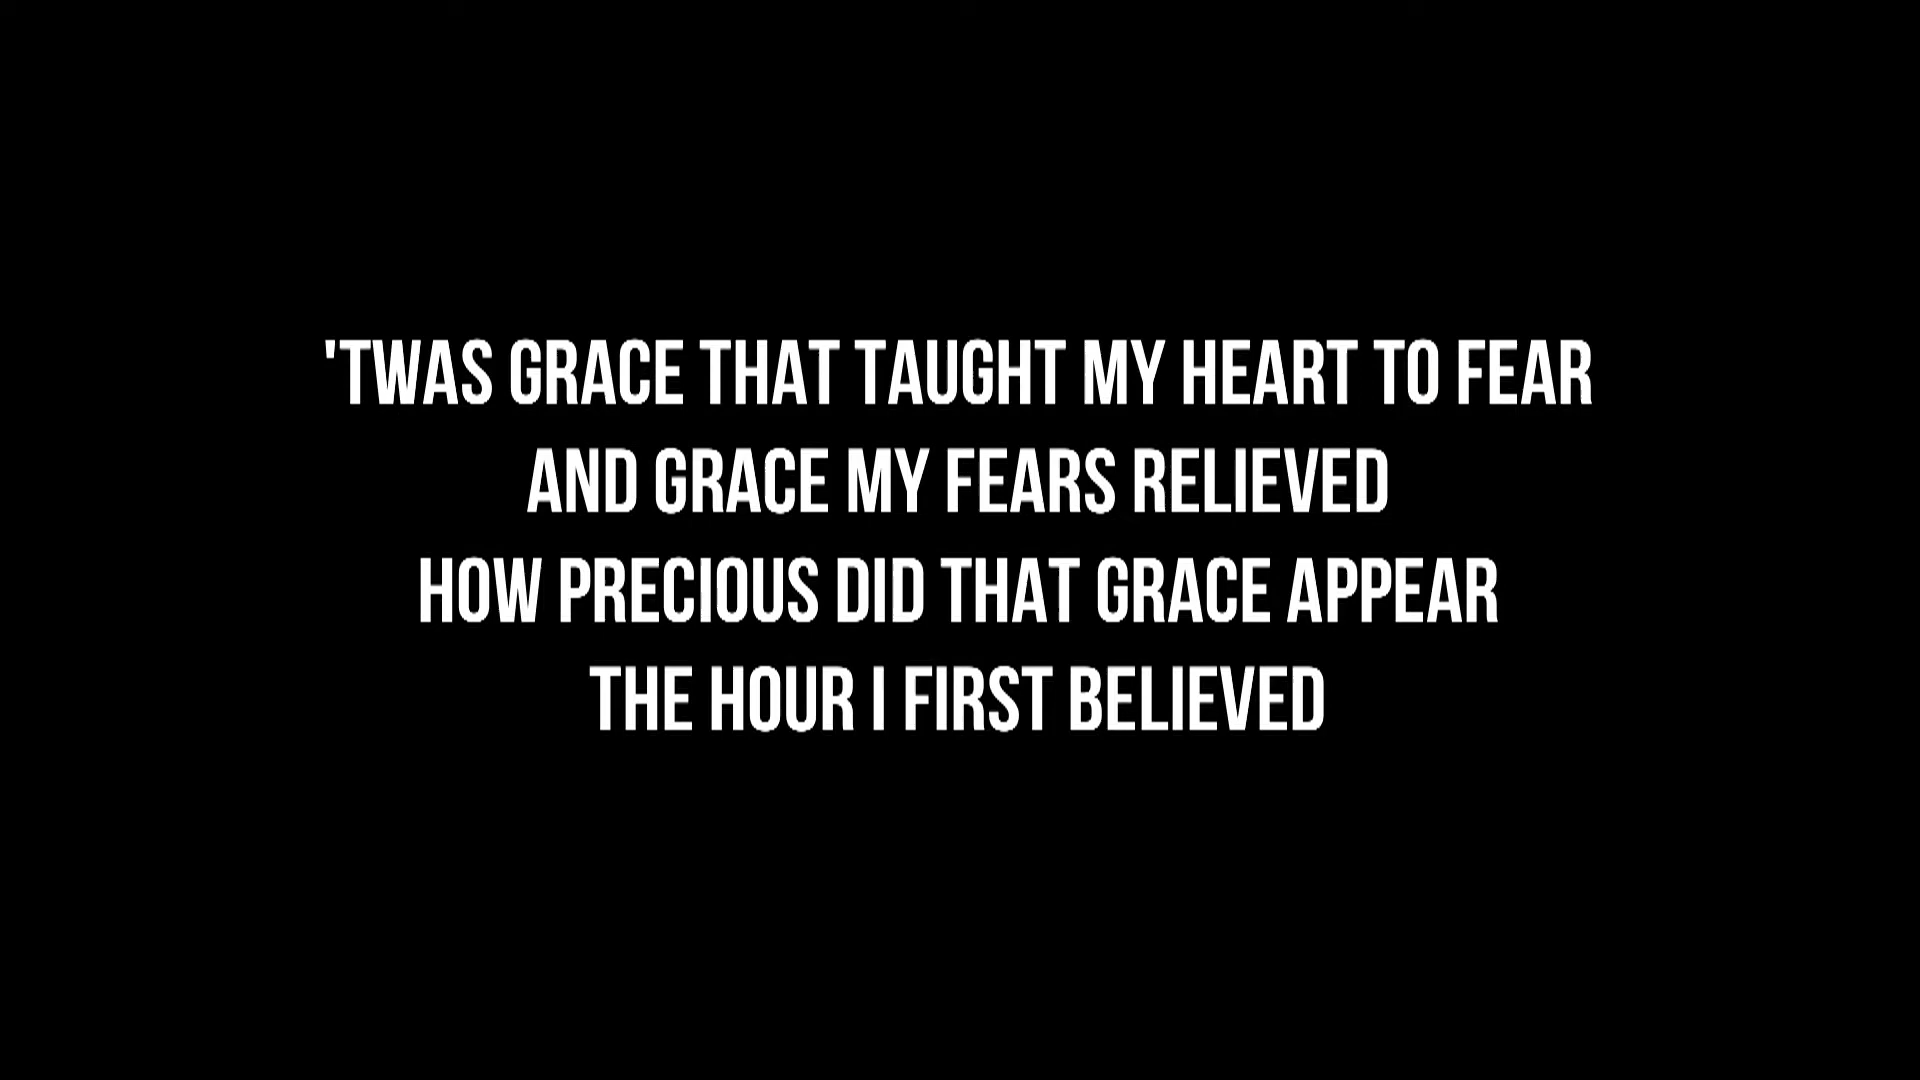 'TWAS GRACE THAT TAUGHT MY HEART TO FEAR
AND GRACE MY FEARS RELIEVED
HOW PRECIOUS DID THAT GRACE APPEAR
THE HOUR I FIRST BELIEVED